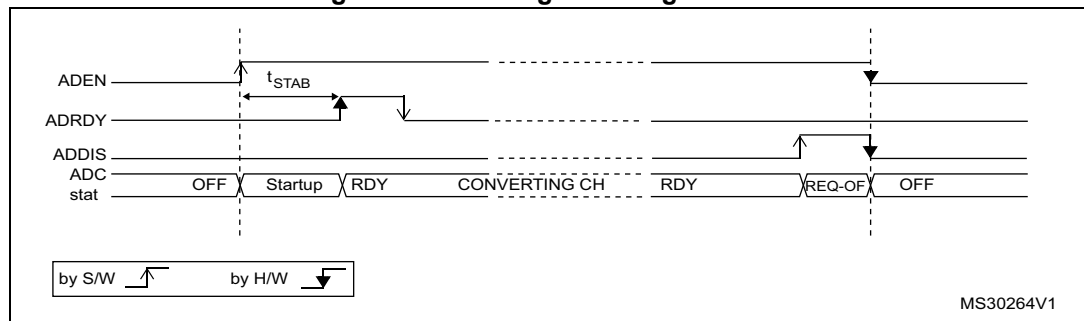 ADEN
tSTAB
ADRDY
ADDIS
ADC
stat
OFF Startup RDY CONVERTING CH RDY REQ-OF OFF
by S/W by H/W
MS30264V1